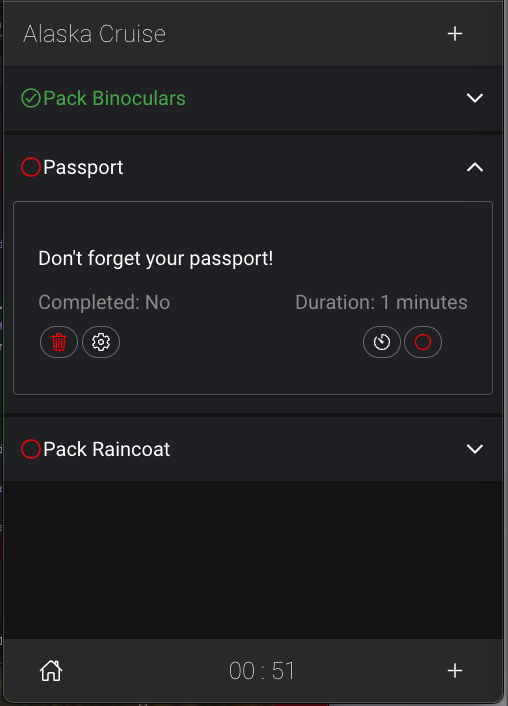 Alaska Cruise
Pack Binoculars
Passport
Don't forget your passport!
Completed: No Duration: 1 minutes
Pack Raincoat
00 : 51